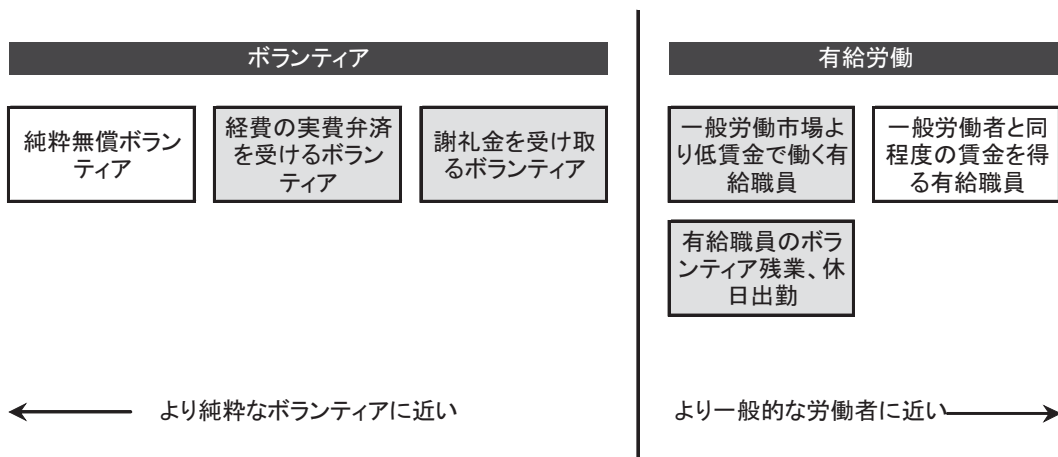 ボランティア
有給労働
純粋無償ボラン
ティア
経費の実費弁済
を受けるボラン
ティア
謝礼金を受け取
るボランティア
一般労働市場よ
り低賃金で働く有
給職員
一般労働者と同
程度の賃金を得
る有給職員
有給職員のボラ
ンティア残業、休
日出勤
より純粋なボランティアに近い
より一般的な労働者に近い